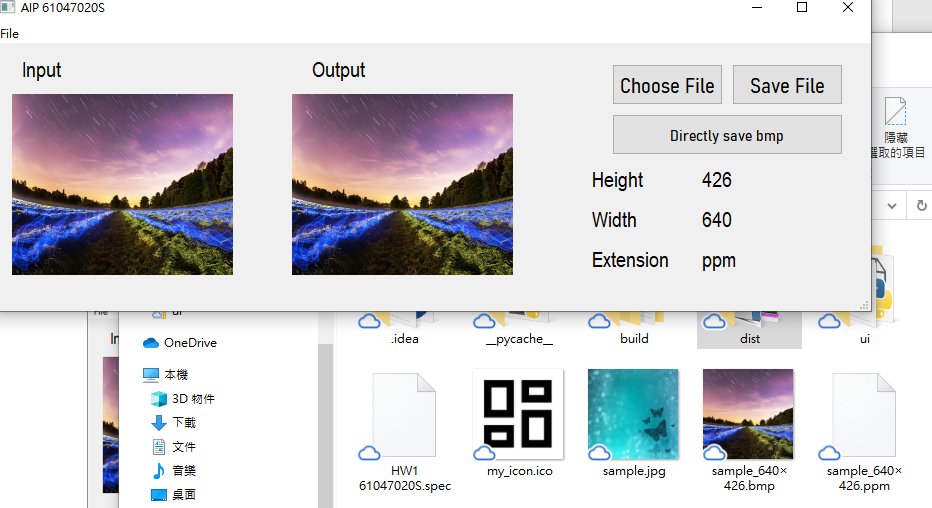 AIP 61047020S
File
Input
Output
Choose File
Save File
Directly save bmp
Height 426
Width 640
Extension ppm
隱藏
選取的項目
OneDrive
本機
3D 物件
下載
文件
音樂
桌面
.idea
__pycache__
build
dist
ui
HW1
61047020S.spec
my_icon.ico
sample.jpg
sample_640×
426.bmp
sample_640×
426.ppm